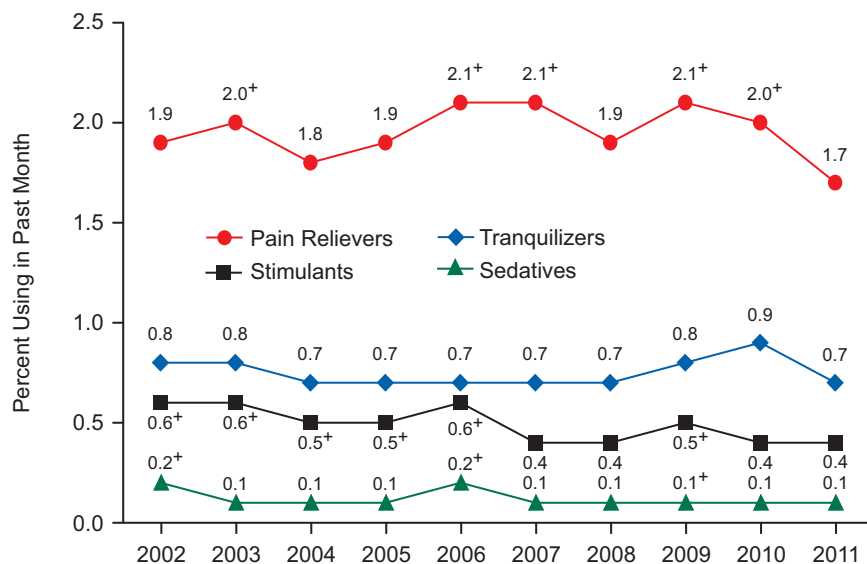 2.5
2.1+ 2.1+ 2.1+
1.9 2.0+ 1.9 1.9 2.0+
2.0
1.8
1.7
Percent Using in Past Month
1.5
Pain Relievers Tranquilizers
Stimulants Sedatives
1.0
0.8 0.8 0.7 0.7 0.7 0.7 0.7 0.8 0.9 0.7
0.5
0.6+ 0.6+ 0.5+ 0.5+ 0.6+ 0.4 0.4 0.5+ 0.4 0.4
0.2+ 0.1 0.1 0.1 0.2+ 0.1 0.1 0.1+ 0.1 0.1
0.0
2002 2003 2004 2005 2006 2007 2008 2009 2010 2011